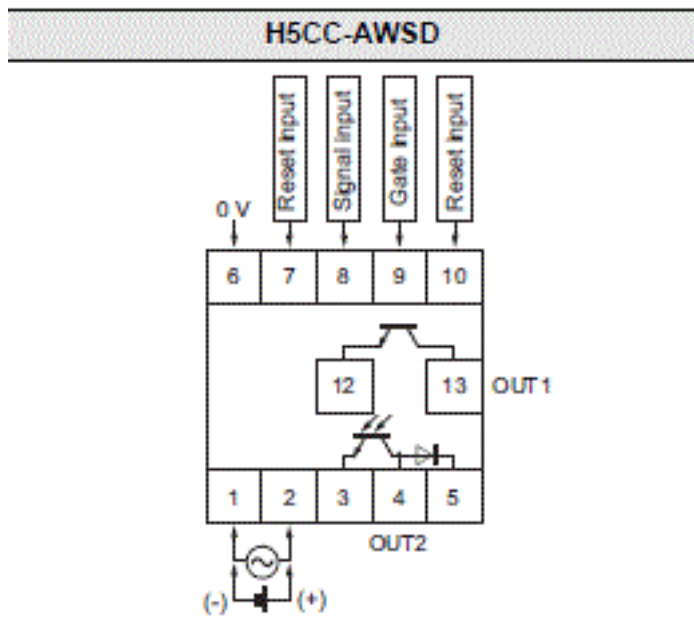 H5CC-AWSD
Reset Input
Signal input
Gate Input
Reset Input
0 V
6 7 8 9 10
12 13 OUT1
1 2 3 4 5
OUT2
(-) (+)